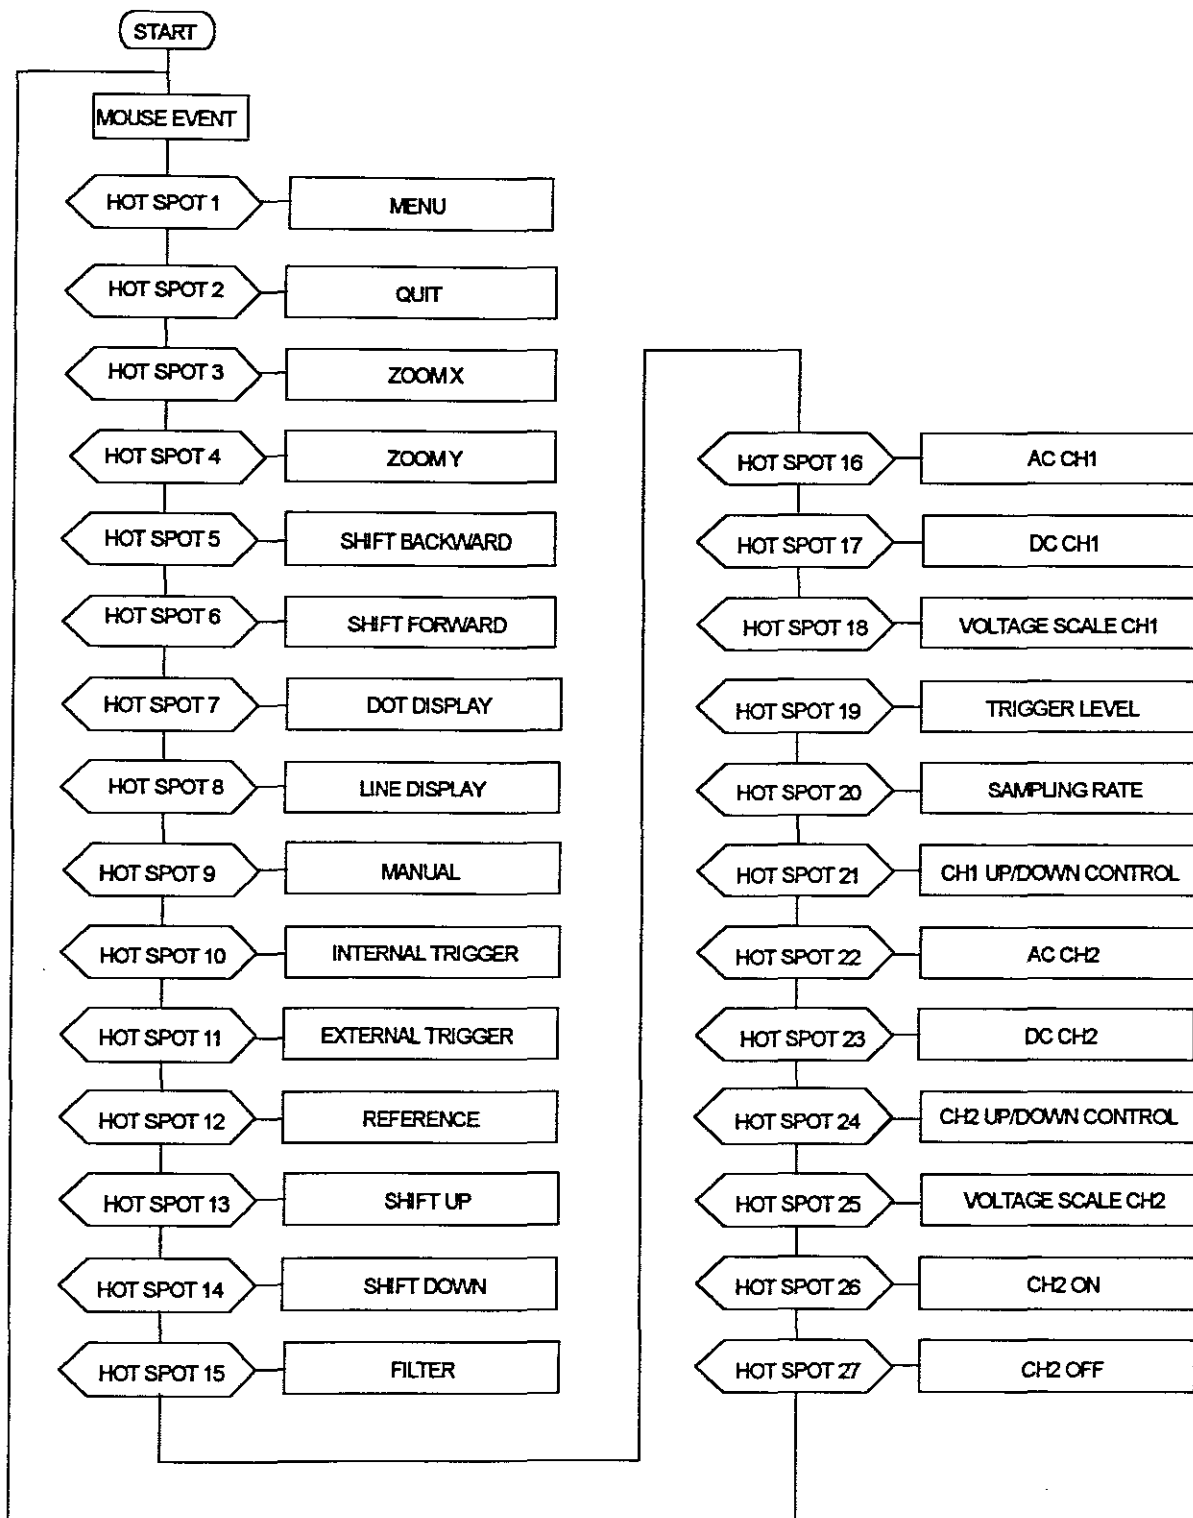 START
MOUSE EVENT
HOT SPOT 1 MENU
HOT SPOT 2 QUIT
HOT SPOT 3 ZOOM X
HOT SPOT 4 ZOOM Y
HOT SPOT 5 SHIFT BACKWARD
HOT SPOT 6 SHIFT FORWARD
HOT SPOT 7 DOT DISPLAY
HOT SPOT 8 LINE DISPLAY
HOT SPOT 9 MANUAL
HOT SPOT 10 INTERNAL TRIGGER
HOT SPOT 11 EXTERNAL TRIGGER
HOT SPOT 12 REFERENCE
HOT SPOT 13 SHIFT UP
HOT SPOT 14 SHIFT DOWN
HOT SPOT 15 FILTER
HOT SPOT 16 AC CH1
HOT SPOT 17 DC CH1
HOT SPOT 18 VOLTAGE SCALE CH1
HOT SPOT 19 TRIGGER LEVEL
HOT SPOT 20 SAMPLING RATE
HOT SPOT 21 CH1 UP/DOWN CONTROL
HOT SPOT 22 AC CH2
HOT SPOT 23 DC CH2
HOT SPOT 24 CH2 UP/DOWN CONTROL
HOT SPOT 25 VOLTAGE SCALE CH2
HOT SPOT 26 CH2 ON
HOT SPOT 27 CH2 OFF